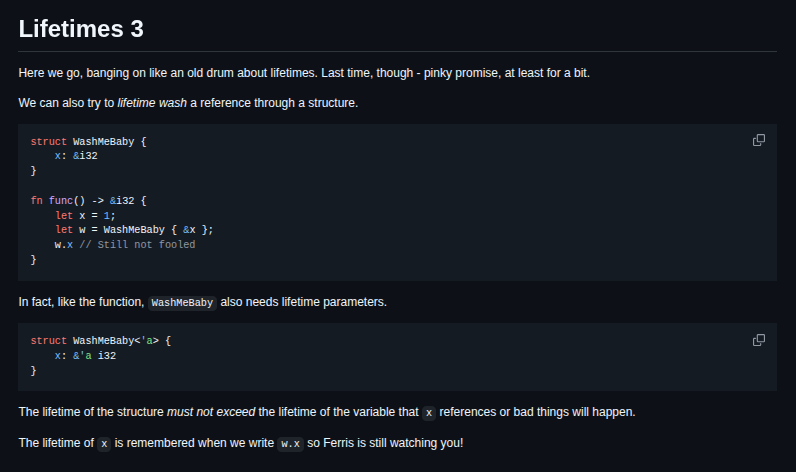 Lifetimes 3
Here we go, banging on like an old drum about lifetimes. Last time, though - pinky promise, at least for a bit.
We can also try to lifetime wash a reference through a structure.
struct WashMeBaby {
    x: &i32
}
fn func() -> &i32 {
    let x = 1;
    let w = WashMeBaby { &x };
    w.x // Still not fooled
}
In fact, like the function, WashMeBaby also needs lifetime parameters.
struct WashMeBaby<'a> {
    x: &'a i32
}
The lifetime of the structure must not exceed the lifetime of the variable that x references or bad things will happen.
The lifetime of x is remembered when we write w.x so Ferris is still watching you!